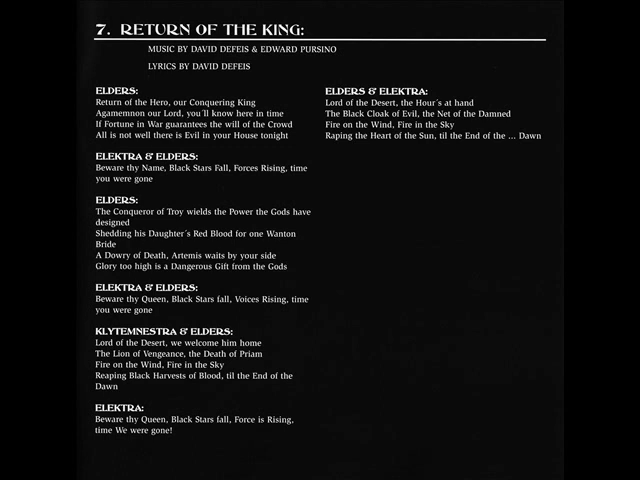 7. RETURN OF THE KING:
MUSIC BY DAVID DEFEIS & EDWARD PURSINO
LYRICS BY DAVID DEFEIS
ELDERS:
Return of the Hero, our Conquering King
Agamemnon our Lord, you´ll know here in time
If Fortune in War guarantees the will of the Crowd
All is not well there is Evil in your House tonight
ELEKTRA & ELDERS:
Beware thy Name, Black Stars Fall, Forces Rising, time
you were gone
ELDERS:
The Conqueror of Troy wields the Power the Gods have
designed
Shedding his Daughter´s Red Blood for one Wanton
Bride
A Dowry of Death, Artemis waits by your side
Glory too high is a Dangerous Gift from the Gods
ELEKTRA & ELDERS:
Beware thy Queen, Black Stars fall, Voices Rising, time
you were gone
KLYTEMNESTRA & ELDERS:
Lord of the Desert, we welcome him home
The Lion of Vengeance, the Death of Priam
Fire on the Wind, Fire in the Sky
Reaping Black Harvests of Blood, til the End of the
Dawn
ELEKTRA:
Beware thy Queen, Black Stars fall, Force is Rising,
time We were gone!
ELDERS & ELEKTRA:
Lord of the Desert, the Hour´s at hand
The Black Cloak of Evil, the Net of the Damned
Fire on the Wind, Fire in the Sky
Raping the Heart of the Sun, til the End of the ... Dawn